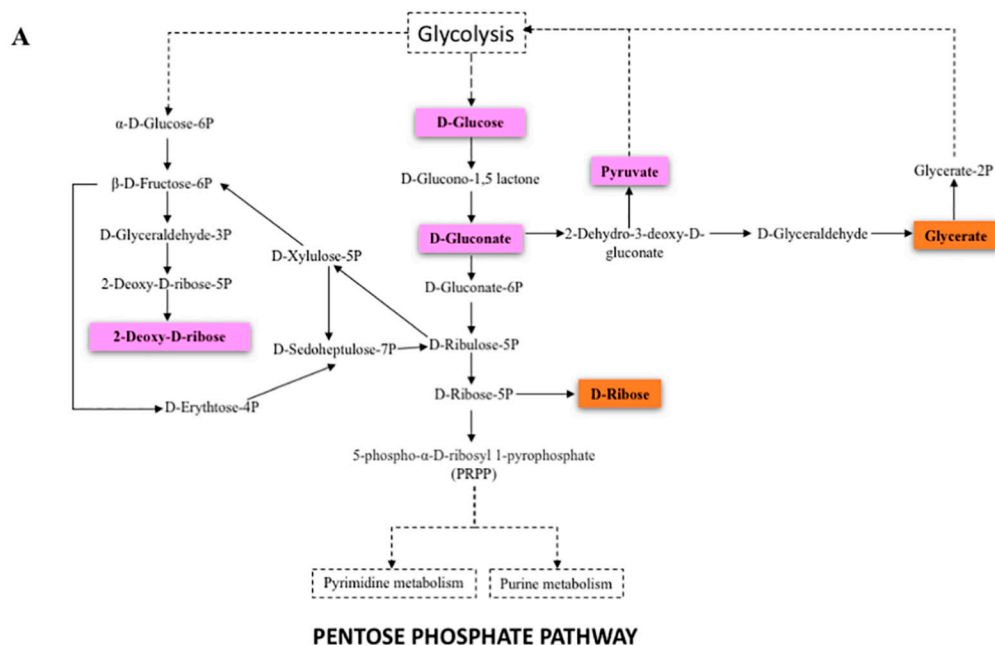 A
Glycolysis
α-D-Glucose-6P
D-Glucose
β-D-Fructose-6P
D-Glucono-1,5 lactone
Pyruvate
Glycerate-2P
D-Glyceraldehyde-3P
D-Xylulose-5P
D-Gluconate
2-Dehydro-3-deoxy-D-
gluconate
D-Glyceraldehyde
Glycerate
2-Deoxy-D-ribose-5P
D-Gluconate-6P
2-Deoxy-D-ribose
D-Sedoheptulose-7P
D-Ribulose-5P
D-Erythtose-4P
D-Ribose-5P
D-Ribose
5-phospho-α-D-ribosyl 1-pyrophosphate
(PRPP)
Pyrimidine metabolism
Purine metabolism
PENTOSE PHOSPHATE PATHWAY